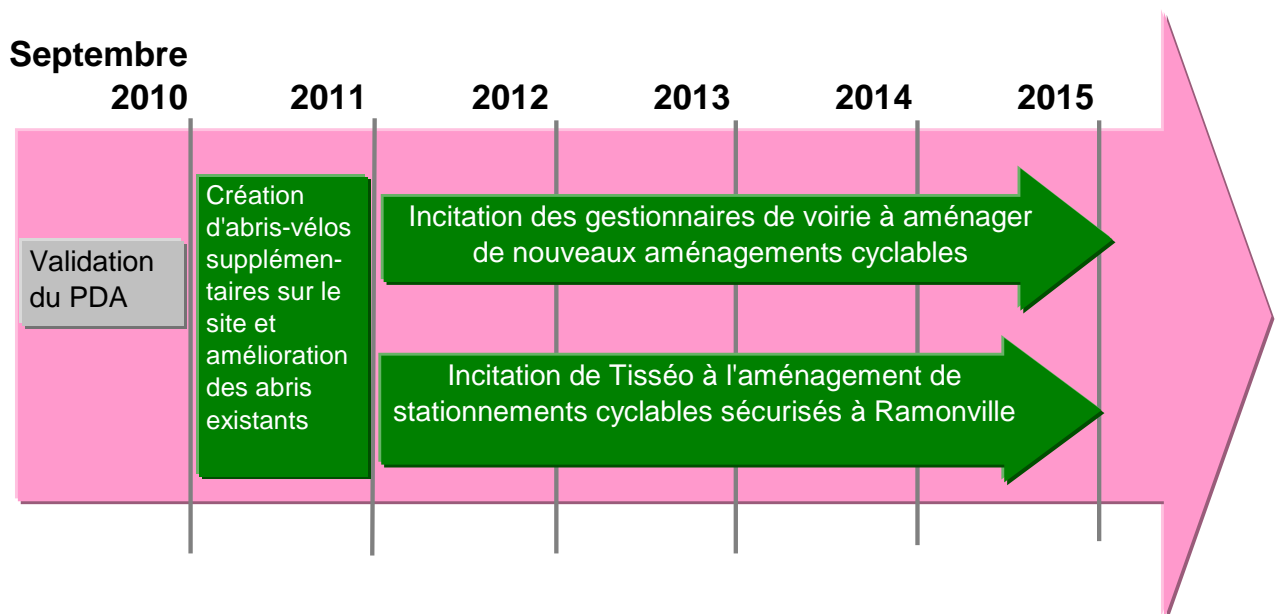 Septembre
2010 2011 2012 2013 2014 2015
Validation
du PDA
Création
d'abris-vélos
supplémen-
taires sur le
site et
amélioration
des abris
existants
Incitation des gestionnaires de voirie à aménager
de nouveaux aménagements cyclables
Incitation de Tisséo à l'aménagement de
stationnements cyclable sécurisés à Ramonville